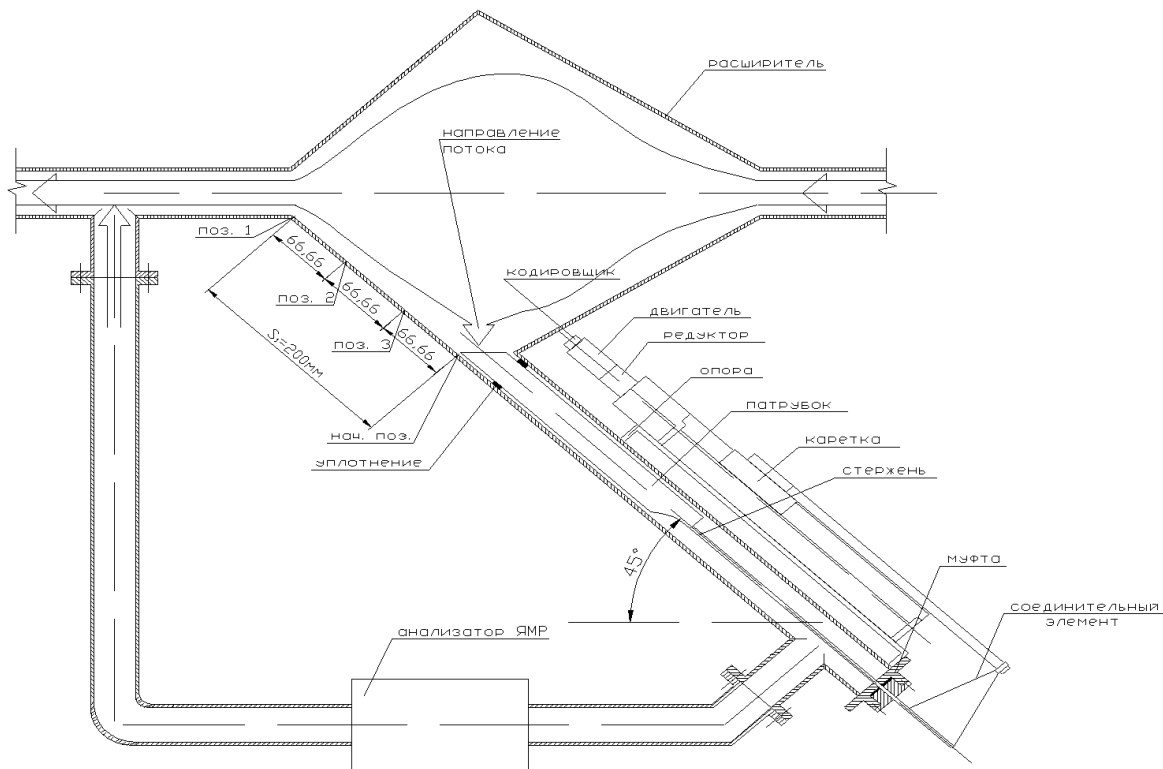 расширитель
направление
потока
поз. 1
66,66
кодировщик
поз. 2
66,66
двигатель
поз. 3
66,66
редуктор
S₁=200мм
опора
патрубок
нач. поз.
каретка
уплотнение
стержень
45°
муфта
соединительный
элемент
анализатор ЯМР